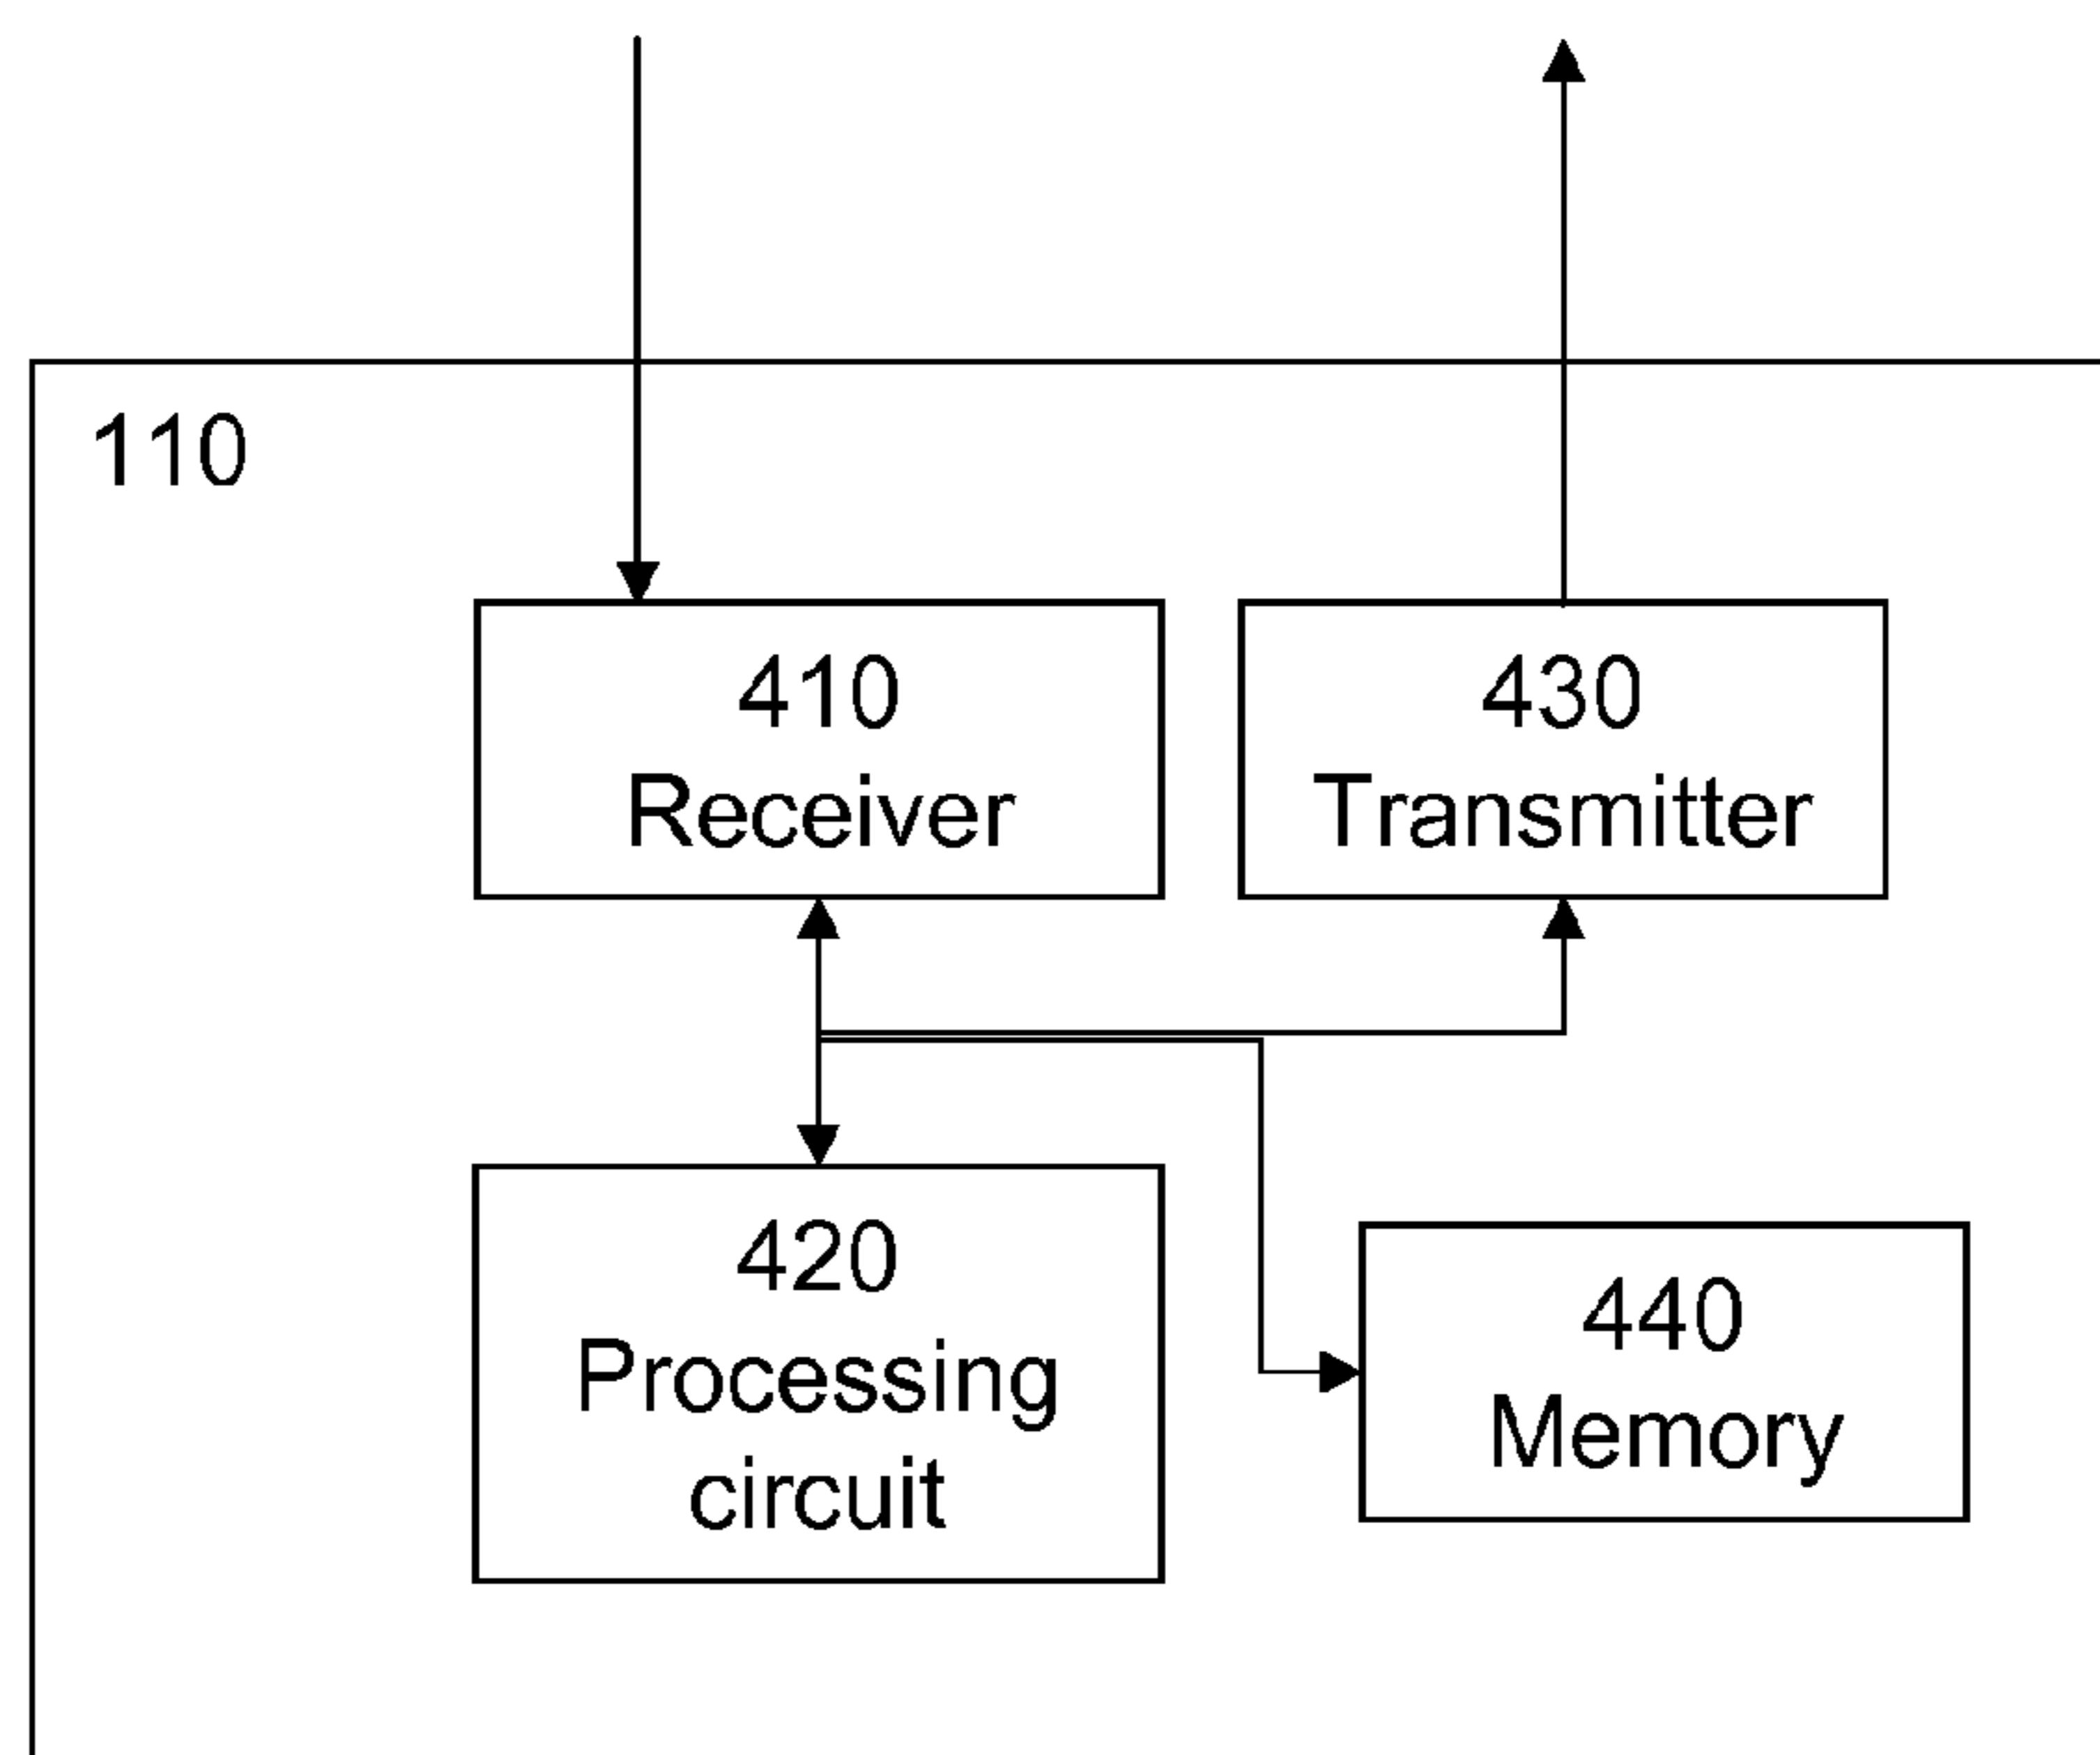 110
410
Receiver
430
Transmitter
420
Processing
circuit
440
Memory